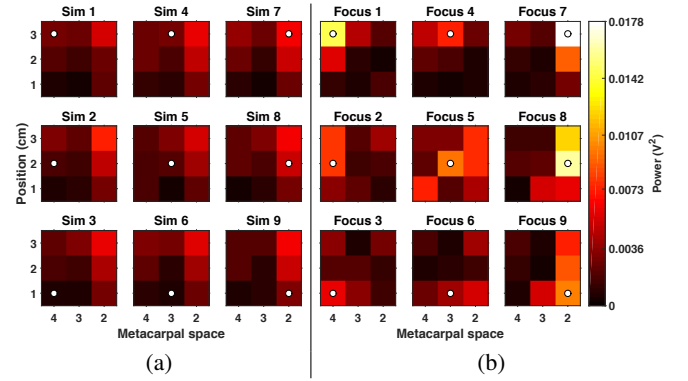 Sim 1 Sim 4 Sim 7 Focus 1 Focus 4 Focus 7
3
2
1
Sim 2 Sim 5 Sim 8 Focus 2 Focus 5 Focus 8
3
2
1
Sim 3 Sim 6 Sim 9 Focus 3 Focus 6 Focus 9
3
2
1
4 3 2 4 3 2 4 3 2 4 3 2 4 3 2 4 3 2
Position (cm)
Metacarpal space Metacarpal space
0.0178
0.0142
0.0107
0.0073
0.0036
0
Power (V²)
(a) (b)